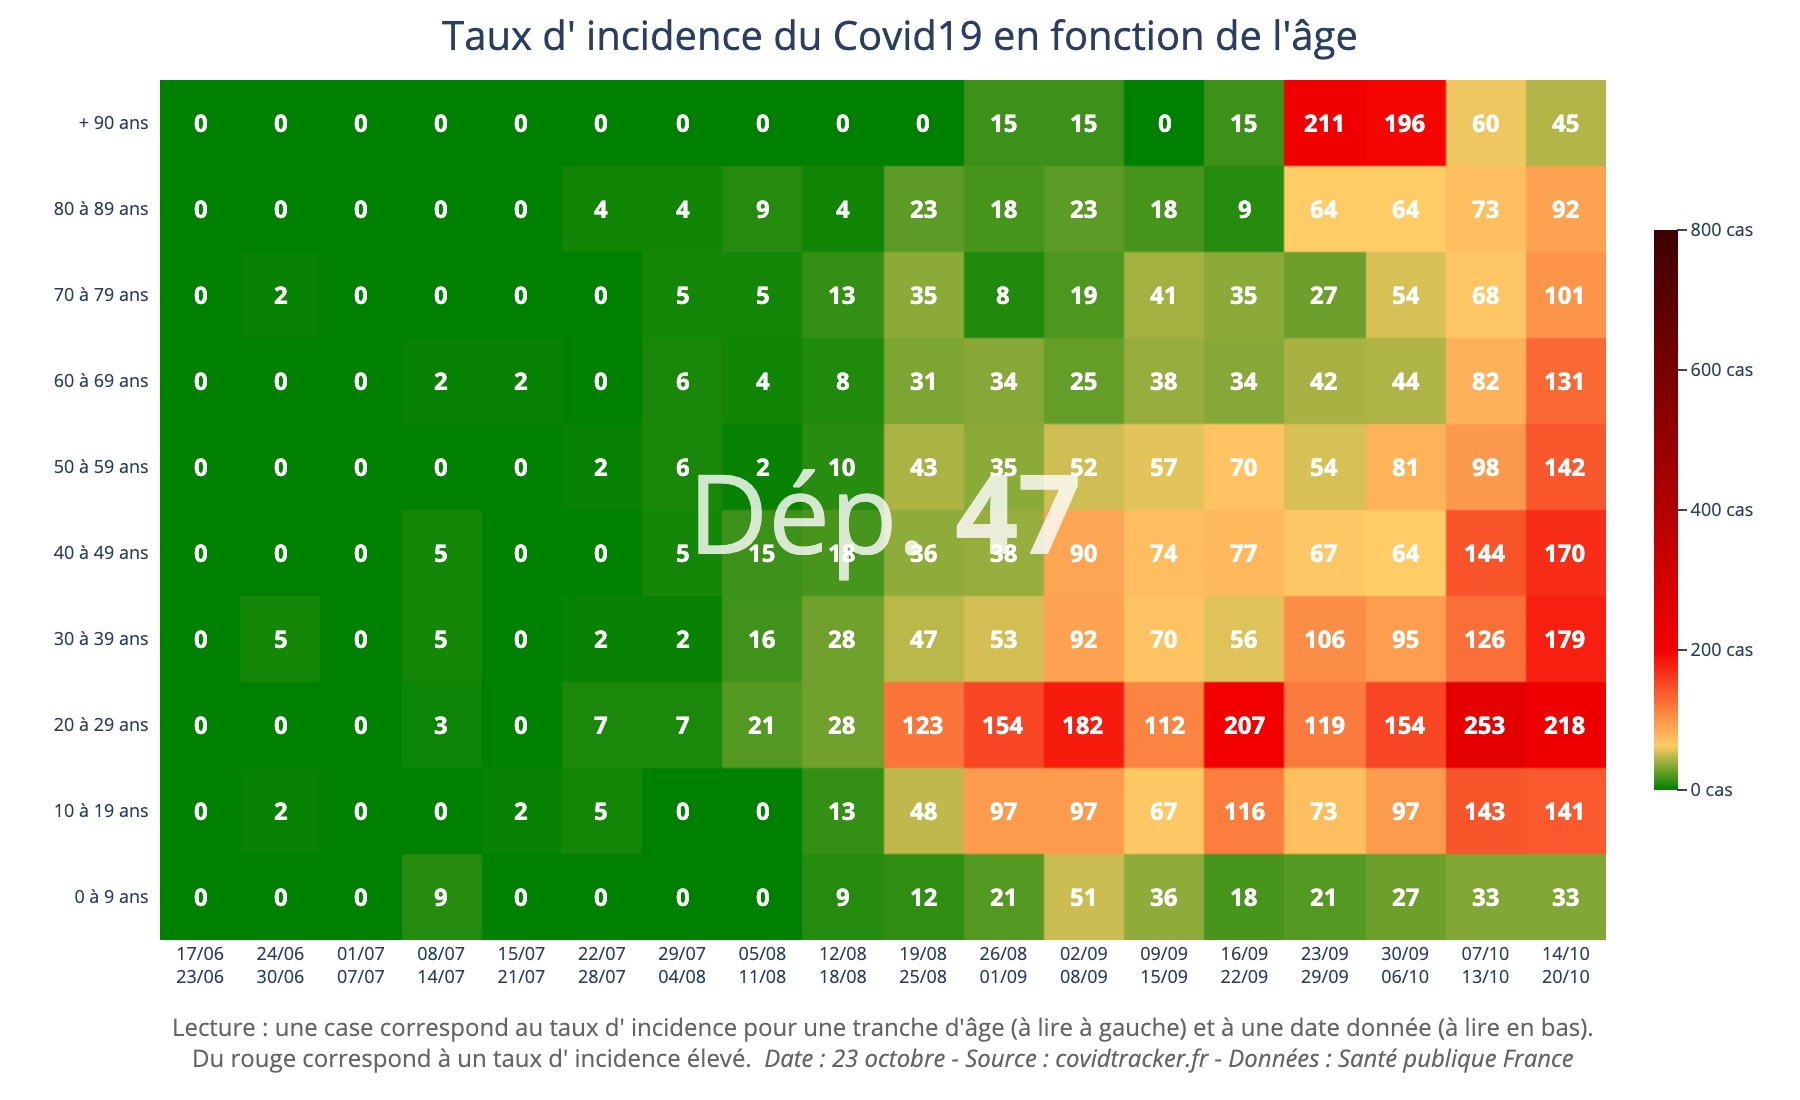 Taux d' incidence du Covid19 en fonction de l'âge
+ 90 ans 0 0 0 0 0 0 0 0 0 0 15 15 0 15 211 196 60 45
80 à 89 ans 0 0 0 0 0 4 4 9 4 23 18 23 18 9 64 64 73 92
70 à 79 ans 0 2 0 0 0 0 5 5 13 35 8 19 41 35 27 54 68 101
60 à 69 ans 0 0 0 2 2 0 6 4 8 31 34 25 38 34 42 44 82 131
50 à 59 ans 0 0 0 0 0 2 6 2 10 43 35 52 57 70 54 81 98 142
Dép. 47
40 à 49 ans 0 0 0 5 0 0 5 15 18 36 38 90 74 77 67 64 144 170
30 à 39 ans 0 5 0 5 0 2 2 16 28 47 53 92 70 56 106 95 126 179
20 à 29 ans 0 0 0 3 0 7 7 21 28 123 154 182 112 207 119 154 253 218
10 à 19 ans 0 2 0 0 2 5 0 0 13 48 97 97 67 116 73 97 143 141
0 à 9 ans 0 0 0 9 0 0 0 0 9 12 21 51 36 18 21 27 33 33
17/06 24/06 01/07 08/07 15/07 22/07 29/07 05/08 12/08 19/08 26/08 02/09 09/09 16/09 23/09 30/09 07/10 14/10
23/06 30/06 07/07 14/07 21/07 28/07 04/08 11/08 18/08 25/08 01/09 08/09 15/09 22/09 29/09 06/10 13/10 20/10
800 cas
600 cas
400 cas
200 cas
0 cas
Lecture : une case correspond au taux d' incidence pour une tranche d'âge (à lire à gauche) et à une date donnée (à lire en bas).
Du rouge correspond à un taux d' incidence élevé. Date : 23 octobre - Source : covidtracker.fr - Données : Santé publique France